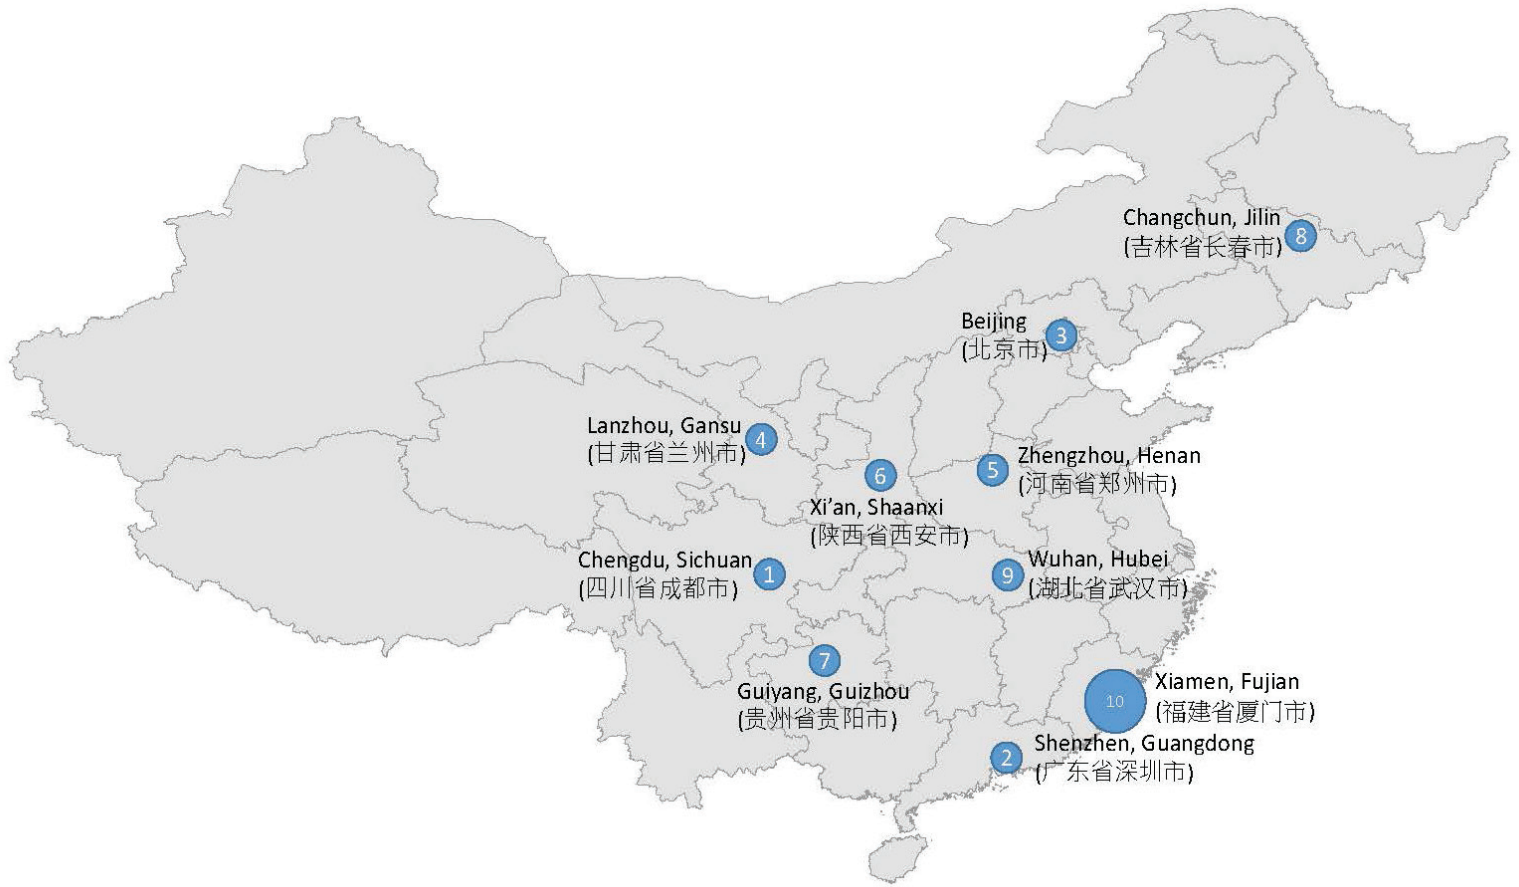 Changchun, Jilin
(吉林省长春市)
8
Beijing
(北京市)
3
Lanzhou, Gansu
(甘肃省兰州市)
4
Zhengzhou, Henan
(河南省郑州市)
5
6
Xi’an, Shaanxi
(陕西省西安市)
Chengdu, Sichuan
(四川省成都市)
1
Wuhan, Hubei
(湖北省武汉市)
9
7
Guiyang, Guizhou
(贵州省贵阳市)
Xiamen, Fujian
(福建省厦门市)
10
Shenzhen, Guangdong
(广东省深圳市)
2